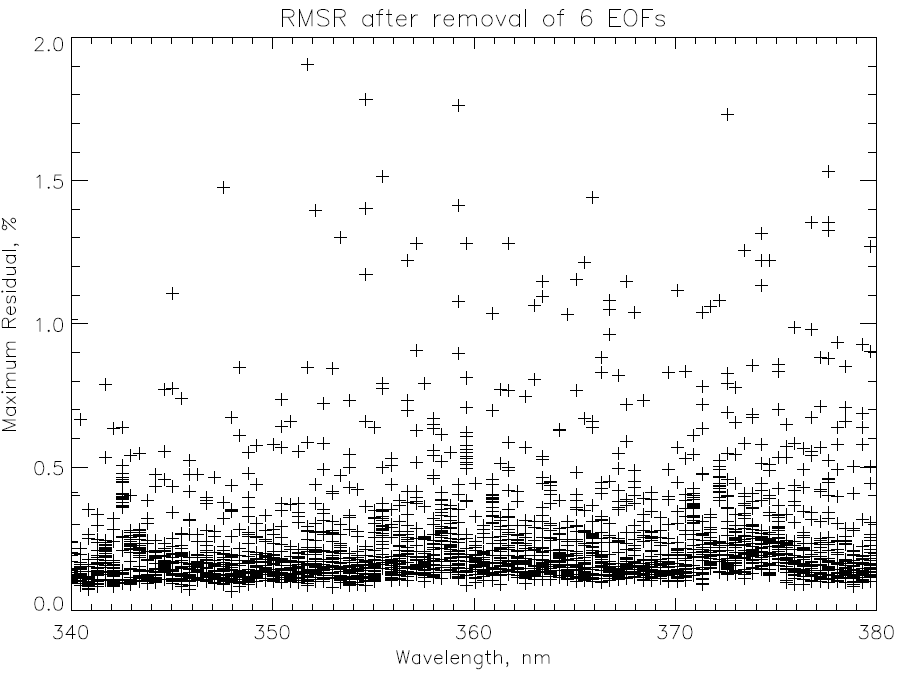 RMSR after removal of 6 EOFs
2.0
1.5
1.0
0.5
0.0
Maximum Residual, %
340 350 360 370 380
Wavelength, nm